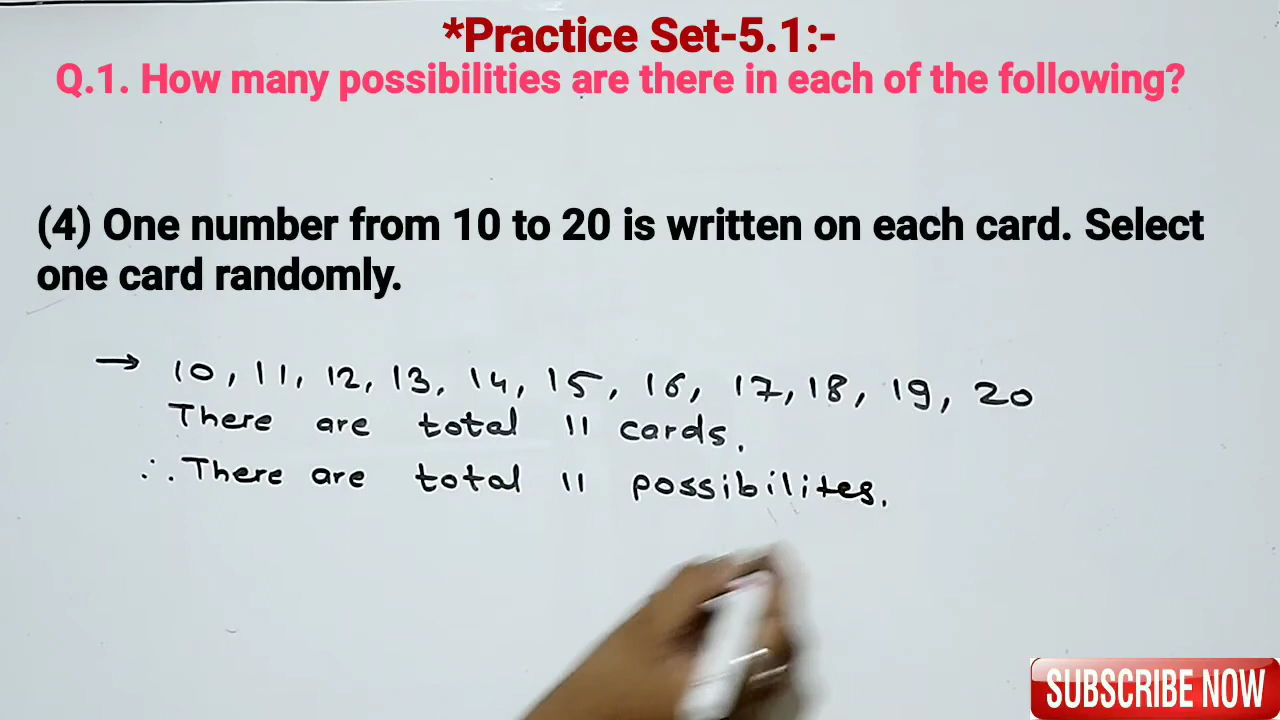 *Practice Set-5.1:-
Q.1. How many possibilities are there in each of the following?
(4) One number from 10 to 20 is written on each card. Select
one card randomly.
→ 10, 11, 12, 13, 14, 15, 16, 17, 18, 19, 20
There are total 11 cards.
∴ There are total 11 possibilites.
SUBSCRIBE NOW